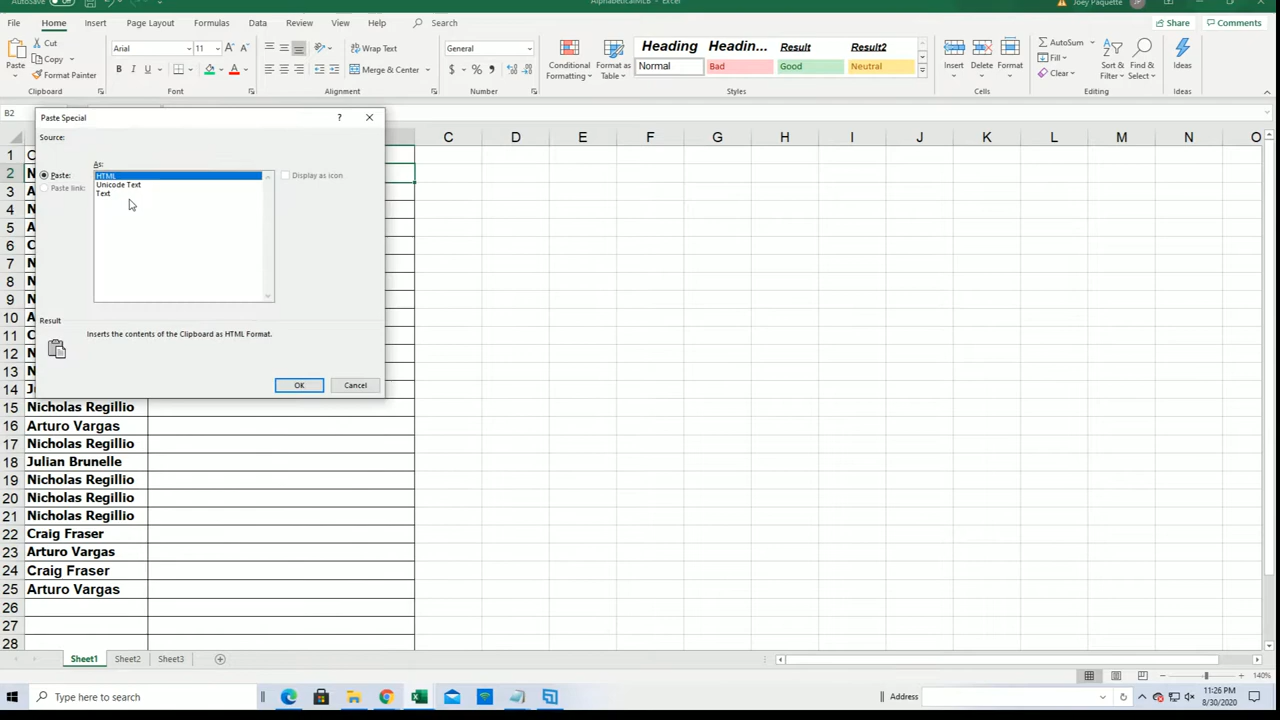 AutoSave
AlphabeticalMLB - Excel
Joey Paquette
JP
File Home Insert Page Layout Formulas Data Review View Help Search
Share Comments
Paste
Cut
Copy
Format Painter
Clipboard
Arial 11
A A
B I U
A
Font
Wrap Text
Merge & Center
Alignment
General
$ % ,
Number
Conditional Formatting
Format as Table
Heading Headin... Result Result2
Normal Bad Good Neutral
Styles
Insert Delete Format
Cells
AutoSum
Fill
Clear
Sort & Filter
Find & Select
Editing
Ideas
Ideas
B2
Paste Special ?
Source:
As:
Paste:
Paste link:
HTML
Unicode Text
Text
Display as icon
Result
Inserts the contents of the Clipboard as HTML Format.
OK Cancel
C D E F G H I J K L M N O
1 C
2 N
3 A
4 N
5 A
6 C
7 N
8 N
9 N
10 A
11 C
12 N
13 N
14 J
15 Nicholas Regillio
16 Arturo Vargas
17 Nicholas Regillio
18 Julian Brunelle
19 Nicholas Regillio
20 Nicholas Regillio
21 Nicholas Regillio
22 Craig Fraser
23 Arturo Vargas
24 Craig Fraser
25 Arturo Vargas
26
27
28
Sheet1 Sheet2 Sheet3
140%
Type here to search
Address
11:26 PM
8/30/2020